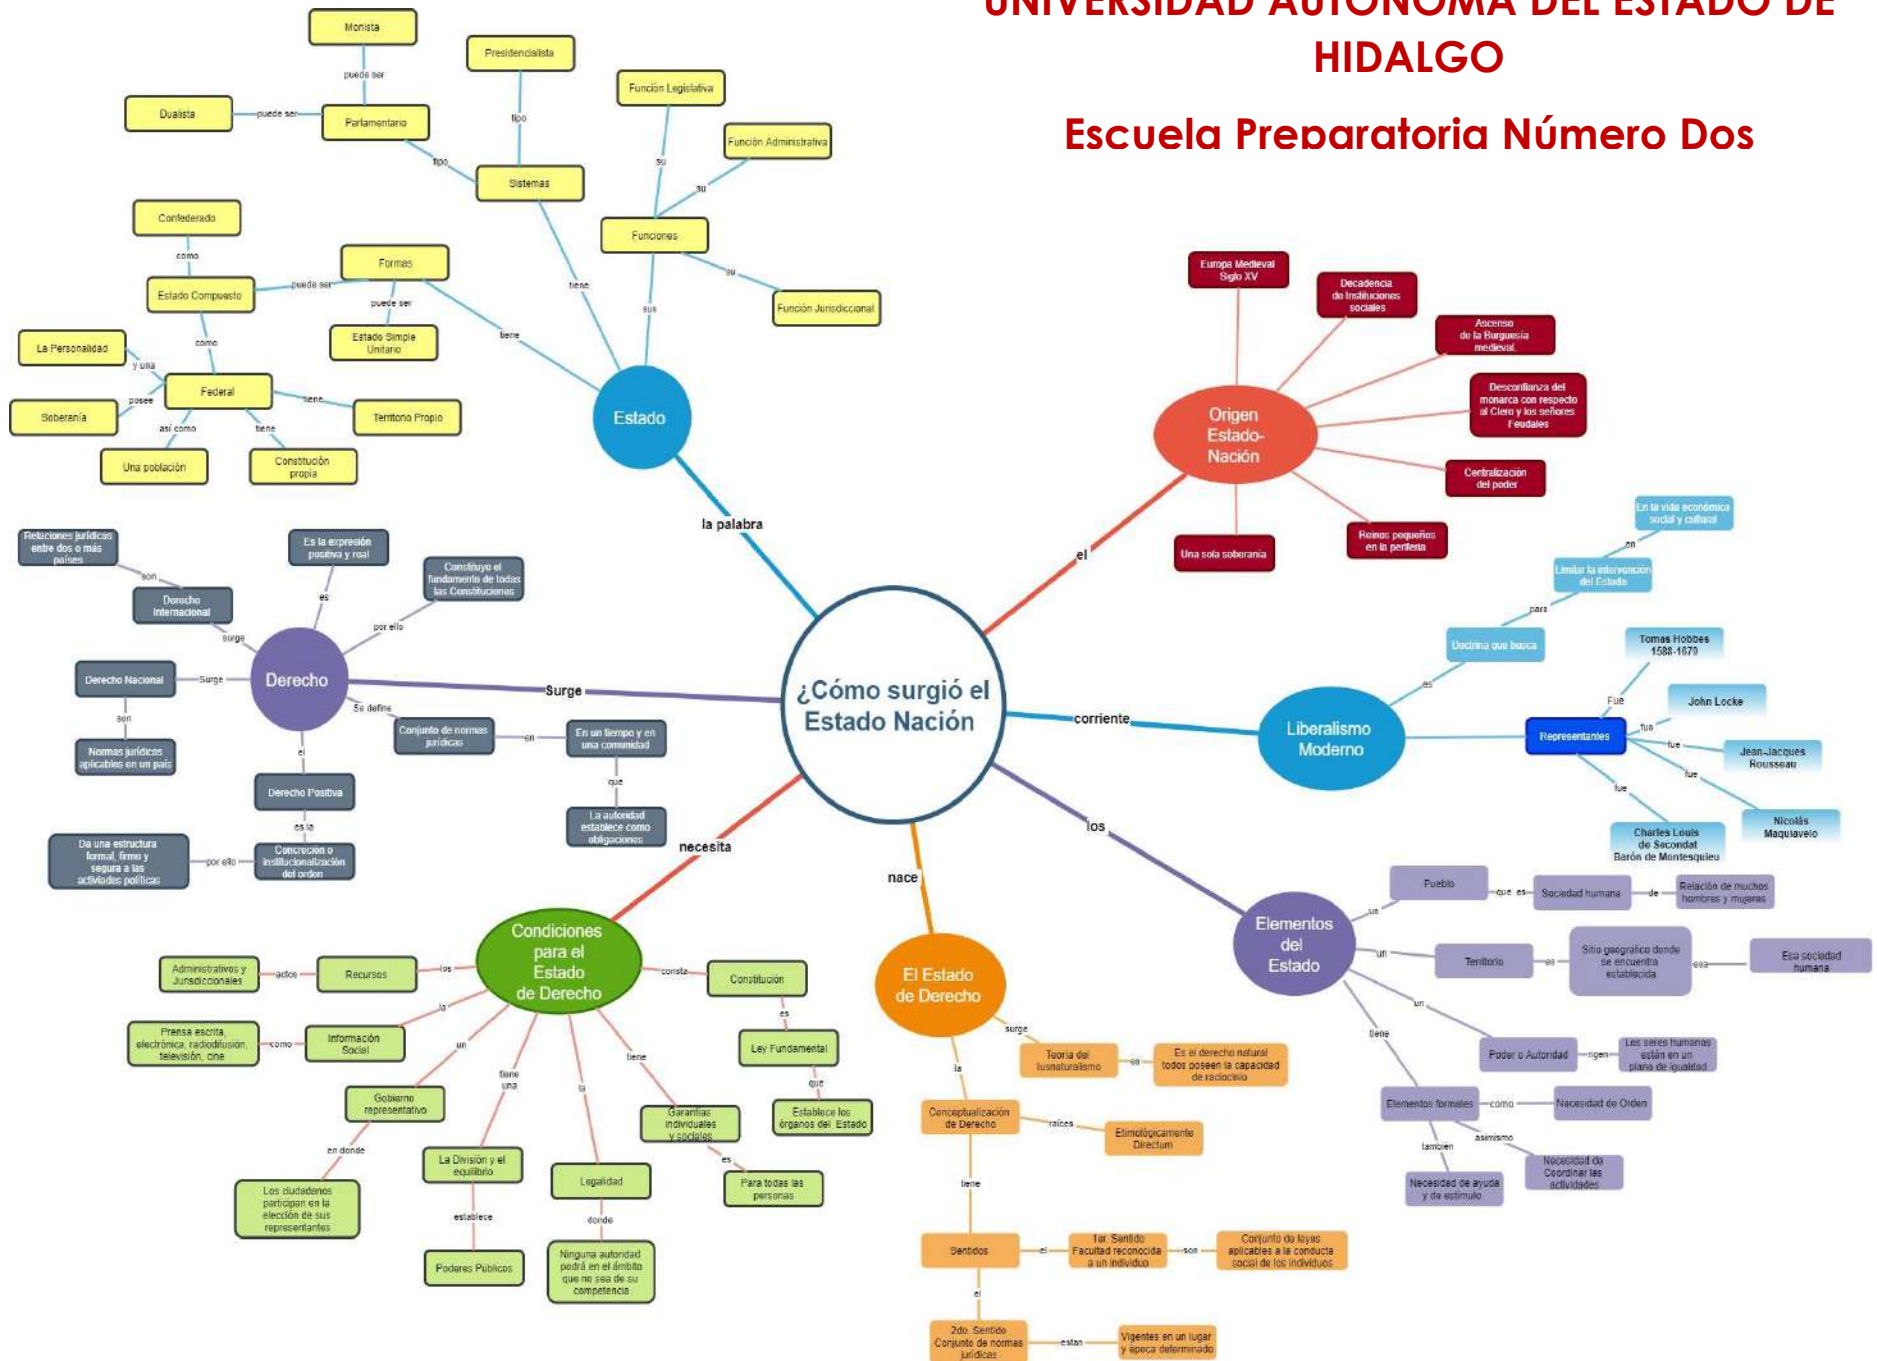 UNIVERSIDAD AUTÓNOMA DEL ESTADO DE
HIDALGO
Escuela Preparatoria Número Dos
¿Cómo surgió el
Estado Nación
la palabra
Estado
tiene
Sistemas
tipo
Presidencialista
tipo
Parlamentario
puede ser
Monista
puede ser
Dualista
sus
Funciones
su
Función Legislativa
su
Función Administrativa
su
Función Jurisdiccional
tiene
Formas
puede ser
Estado Simple
Unitario
puede ser
Estado Compuesto
como
Confederado
como
Federal
y una
La Personalidad
posee
Soberanía
así como
Una población
tiene
Constitución
propia
tiene
Territorio Propio
el
Origen
Estado-
Nación
Europa Medieval
Siglo XV
Decadencia
de Instituciones
sociales
Ascenso
de la Burguesía
medieval,
Desconfianza del
monarca con respecto
al Clero y los señores
Feudales
Centralización
del poder
Reinos pequeños
en la periferia
Una sola soberanía
corriente
Liberalismo
Moderno
es
Doctrina que busca
para
Limitar la intervención
del Estado
en
En la vida económica
social y cultural
Representantes
Fue
Tomas Hobbes
1588-1679
fue
John Locke
fue
Jean-Jacques
Rousseau
fue
Nicolás
Maquiavelo
fue
Charles Louis
de Secondat
Barón de Montesquieu
los
Elementos
del
Estado
un
Pueblo
que es
Sociedad humana
de
Relación de muchos
hombres y mujeres
un
Territorio
es
Sitio geográfico donde
se encuentra
establecida
esa
Esa sociedad
humana
un
Poder o Autoridad
rigen
Los seres humanos
están en un
plano de igualdad
tiene
Elementos formales
como
Necesidad de Orden
asimismo
Necesidad de
Coordinar las
actividades
también
Necesidad de ayuda
y de estímulo
nace
El Estado
de Derecho
surge
Teoría del
Iusnaturalismo
es
Es el derecho natural
todos poseen la capacidad
de raciocinio
la
Conceptualización
de Derecho
raíces
Etimológicamente
Directum
tiene
Sentidos
el
1er. Sentido
Facultad reconocida
a un individuo
son
Conjunto de leyes
aplicables a la conducta
social de los individuos
el
2do. Sentido
Conjunto de normas
jurídicas
estan
Vigentes en un lugar
y época determinado
necesita
Condiciones
para el
Estado
de Derecho
los
Recursos
actos
Administrativos y
Jurisdiccionales
la
Información
Social
como
Prensa escrita,
electrónica, radiodifusión,
televisión, cine
un
Gobierno
representativo
en donde
Los ciudadanos
participan en la
elección de sus
representantes
tiene
una
La División y el
equilibrio
establece
Poderes Públicos
la
Legalidad
donde
Ninguna autoridad
podrá en el ámbito
que no sea de su
competencia
tiene
Garantías
individuales
y sociales
es
Para todas las
personas
consta
Constitución
es
Ley Fundamental
que
Establece los
órganos del Estado
Surge
Derecho
surge
Derecho
Internacional
son
Relaciones jurídicas
entre dos o más
países
es
Es la expresión
positiva y real
por ello
Constituyo el
fundamento de todas
las Constituciones
Surge
Derecho Nacional
son
Normas jurídicas
aplicables en un país
Se define
Conjunto de normas
jurídicas
en
En un tiempo y en
una comunidad
que
La autoridad
establece como
obligaciones
el
Derecho Positiva
es la
Concreción o
institucionalización
del orden
por ello
Da una estructura
formal, firme y
segura a las
actividades políticas